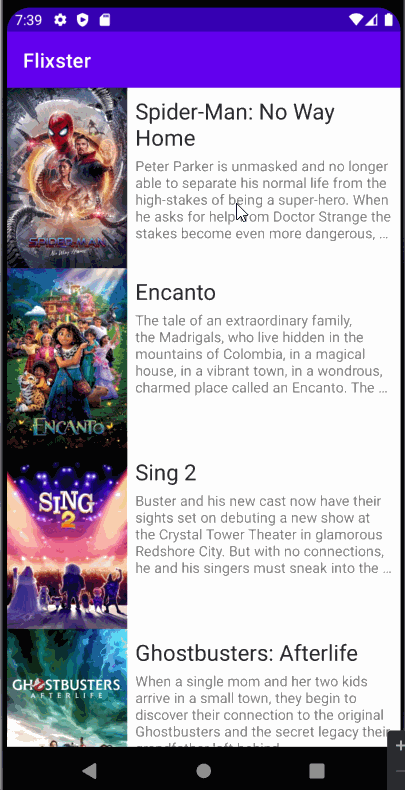 7:39
Flixster
Spider-Man: No Way
Home
Peter Parker is unmasked and no longer
able to separate his normal life from the
high-stakes of being a super-hero. When
he asks for help from Doctor Strange the
stakes become even more dangerous, ...
SPIDER-MAN
No Way Home
Encanto
The tale of an extraordinary family,
the Madrigals, who live hidden in the
mountains of Colombia, in a magical
house, in a vibrant town, in a wondrous,
charmed place called an Encanto. The ...
ENCANTO
Sing 2
Buster and his new cast now have their
sights set on debuting a new show at
the Crystal Tower Theater in glamorous
Redshore City. But with no connections,
he and his singers must sneak into the ...
SING
2
Ghostbusters: Afterlife
When a single mom and her two kids
arrive in a small town, they begin to
discover their connection to the original
Ghostbusters and the secret legacy their
grandfather left behind.
GHOSTBUSTERS
AFTERLIFE